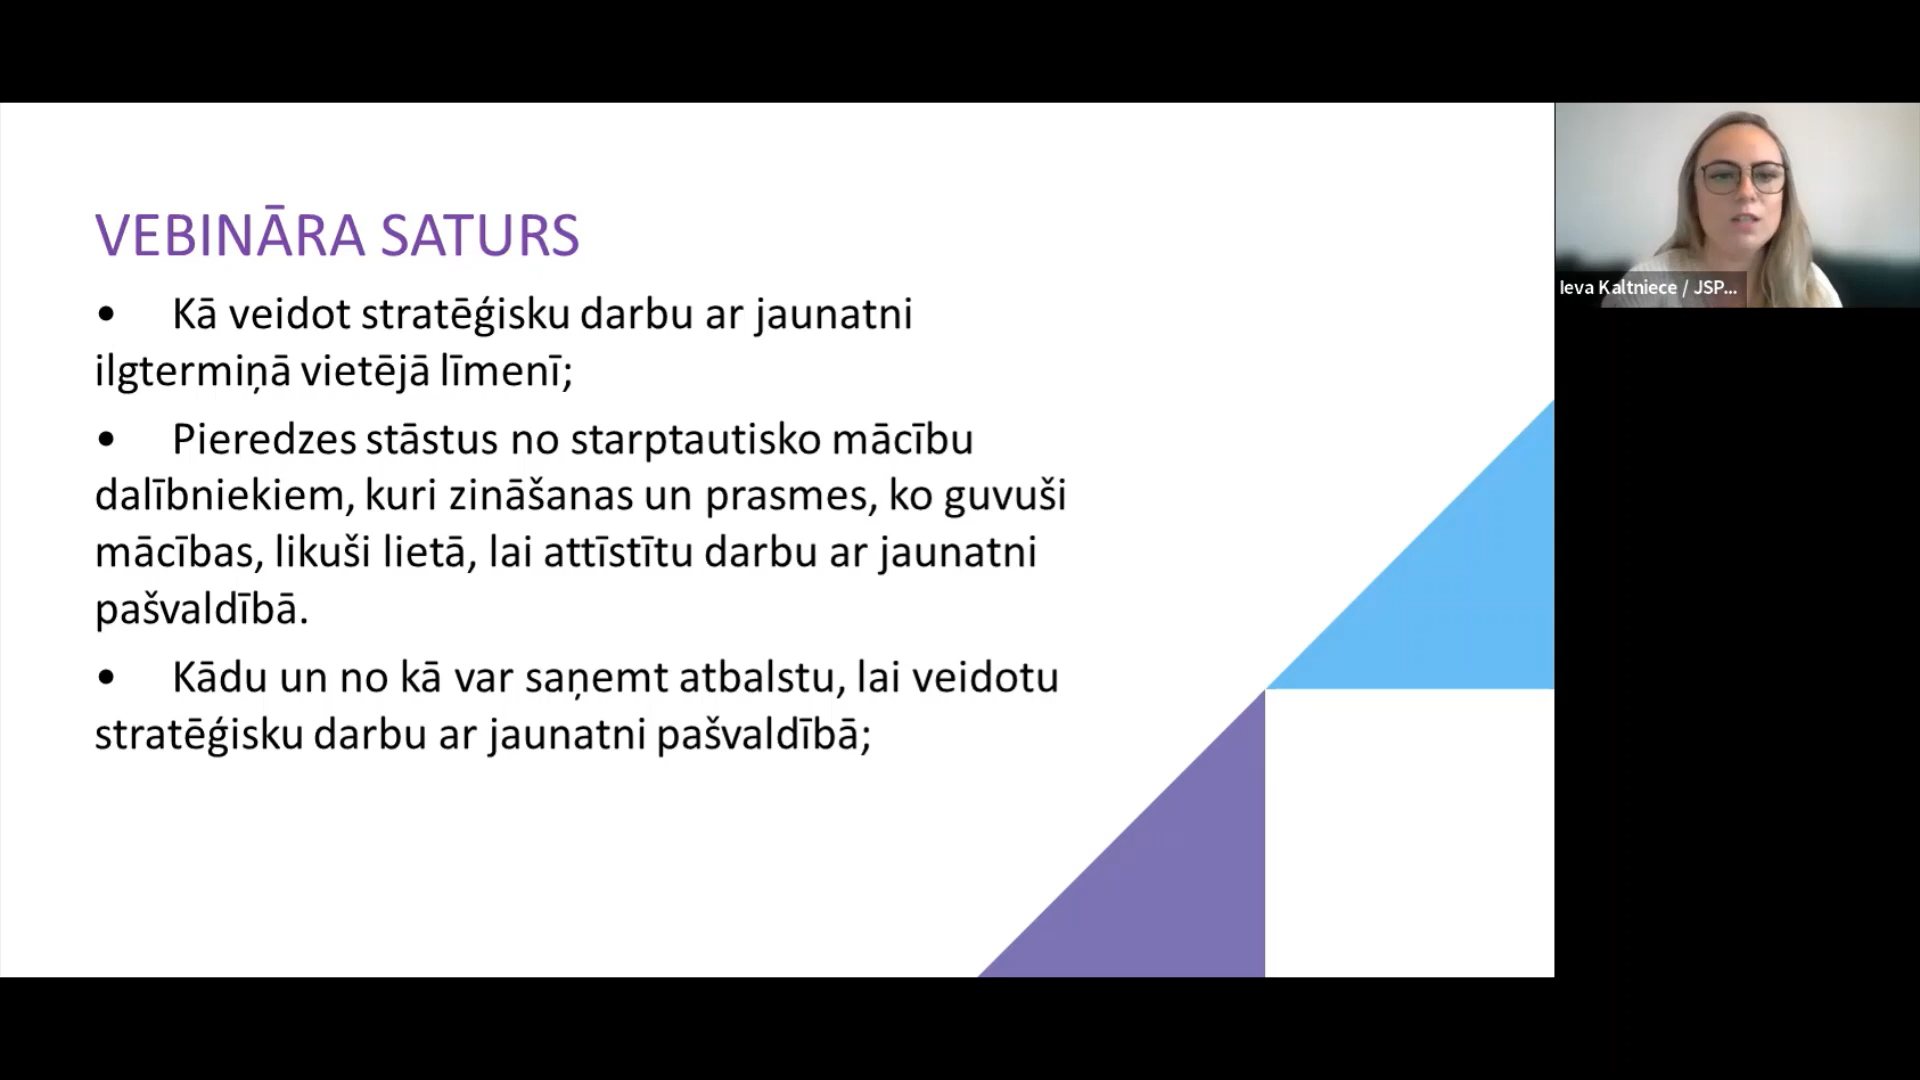 VEBINĀRA SATURS
• Kā veidot stratēģisku darbu ar jaunatni
ilgtermiņā vietējā līmenī;
• Pieredzes stāstus no starptautisko mācību
dalībniekiem, kuri zināšanas un prasmes, ko guvuši
mācības, likuši lietā, lai attīstītu darbu ar jaunatni
pašvaldībā.
• Kādu un no kā var saņemt atbalstu, lai veidotu
stratēģisku darbu ar jaunatni pašvaldībā;
Ieva Kaltniece / JSP...